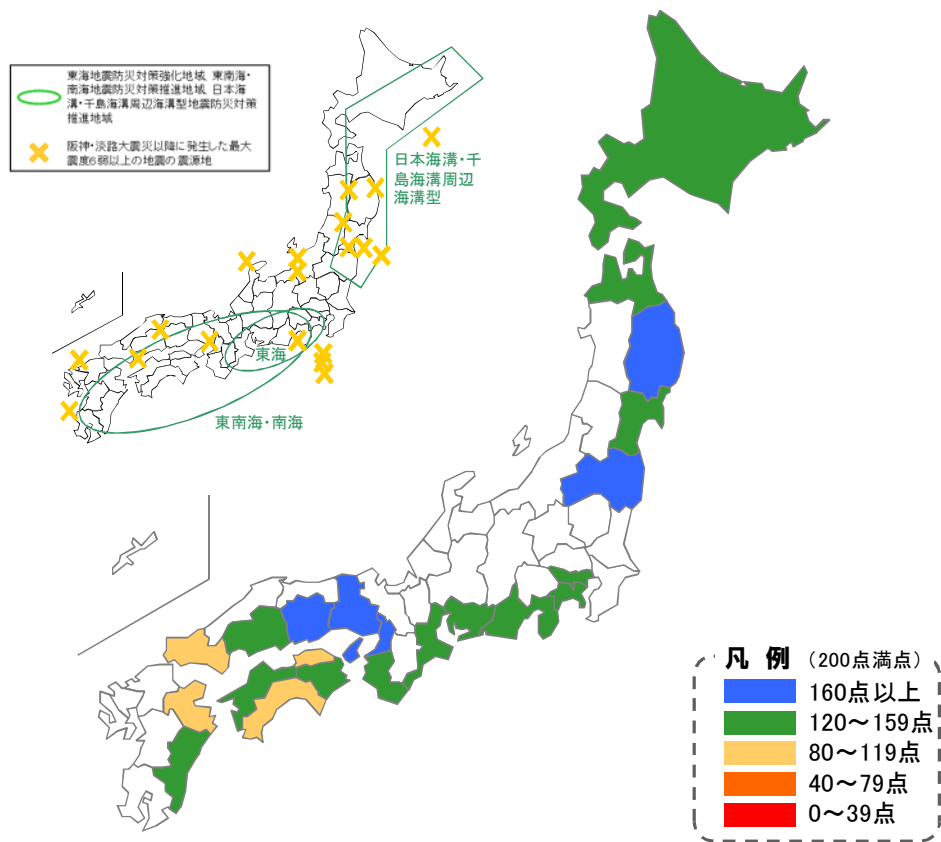 東海地震防災対策強化地域、東南海・
南海地震防災対策推進地域、日本海
溝・千島海溝周辺海溝型地震防災対策
推進地域
阪神・淡路大震災以降に発生した最大
震度6弱以上の地震の震源地
日本海溝・千
島海溝周辺
海溝型
東海
東南海・南海
凡 例 (200点満点)
160点以上
120～159点
80～119点
40～79点
0～39点